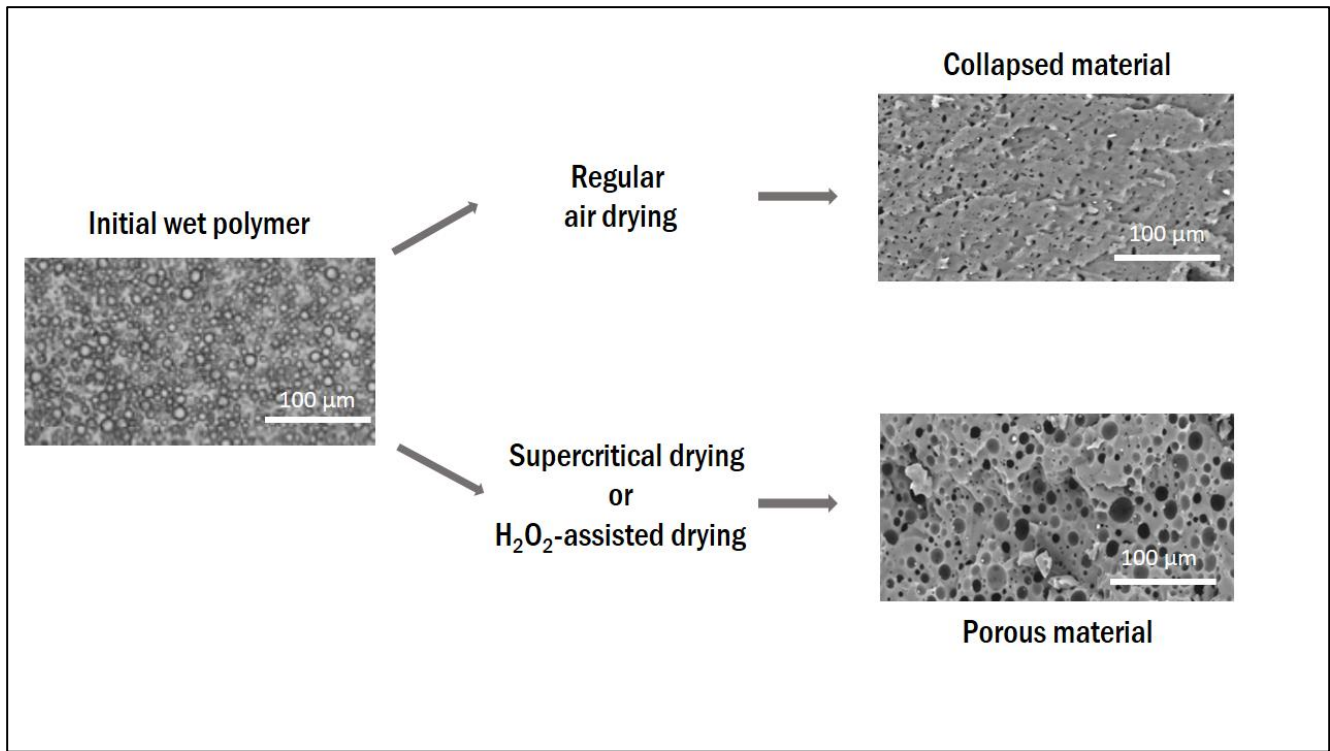 Initial wet polymer
100 µm
Regular
air drying
Collapsed material
100 µm
Supercritical drying
or
H₂O₂-assisted drying
100 µm
Porous material